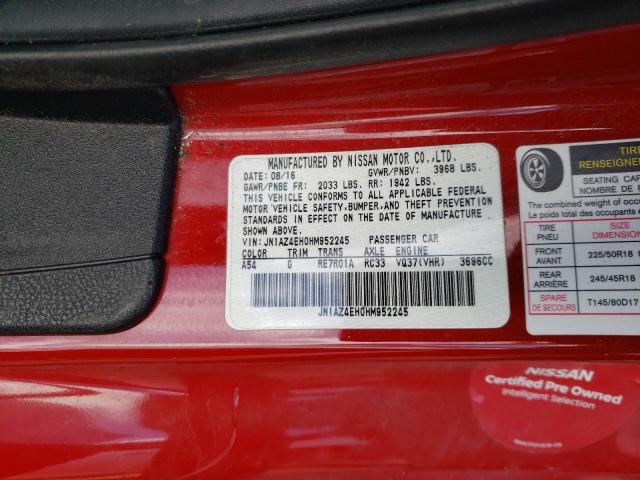 MANUFACTURED BY NISSAN MOTOR CO.,LTD.
DATE: 08/16 GVWR/PNBV: 3968 LBS.
GAWR/PNBE FR: 2033 LBS. RR: 1942 LBS.
THIS VEHICLE CONFORMS TO ALL APPLICABLE FEDERAL
MOTOR VEHICLE SAFETY,BUMPER,AND THEFT PREVENTION
STANDARDS IN EFFECT ON THE DATE OF MANUFACTURE
SHOWN ABOVE.
VIN: JN1AZ4EH0HM952245 PASSENGER CAR
COLOR TRIM TRANS AXLE ENGINE
A54 G RE7R01A RC33 VQ37(VHR) 3696CC
JN1AZ4EH0HM952245
TIRE
RENSEIGNEMEN
SEATING CAP
NOMBRE DE
The combined weight of occupants
Le poids total des occupants
TIRE
PNEU
SIZE
DIMENSION
FRONT
AVANT
225/50R18
REAR
ARRIÈRE
245/45R18
SPARE
DE SECOURS
T145/80D17
NISSAN
Certified Pre Owned
Intelligent Selection